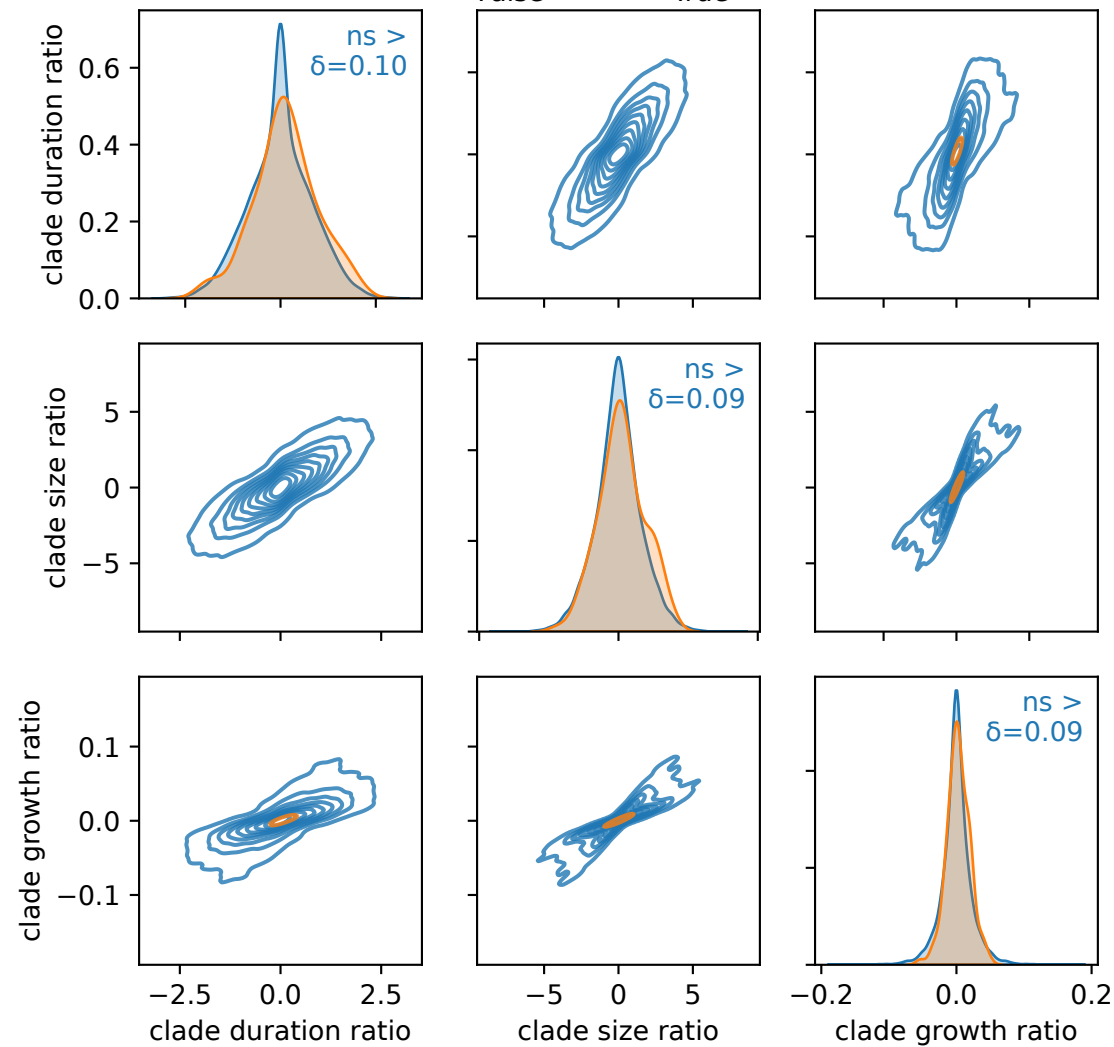 clade duration ratio
0.6
0.4
0.2
0.0
ns >
δ=0.10
clade size ratio
5
0
−5
ns >
δ=0.09
clade growth ratio
0.1
0.0
−0.1
ns >
δ=0.09
−2.5 0.0 2.5
−5 0 5
−0.2 0.0 0.2
clade duration ratio
clade size ratio
clade growth ratio